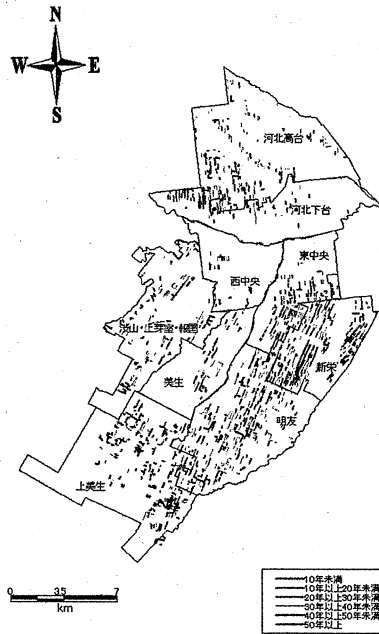 N
W E
S
河北高台
河北下台
東中央
西中央
新栄
美生
明友
上美生
0 3.5 7
km
10年未満
10年以上20年未満
20年以上30年未満
30年以上40年未満
40年以上50年未満
50年以上